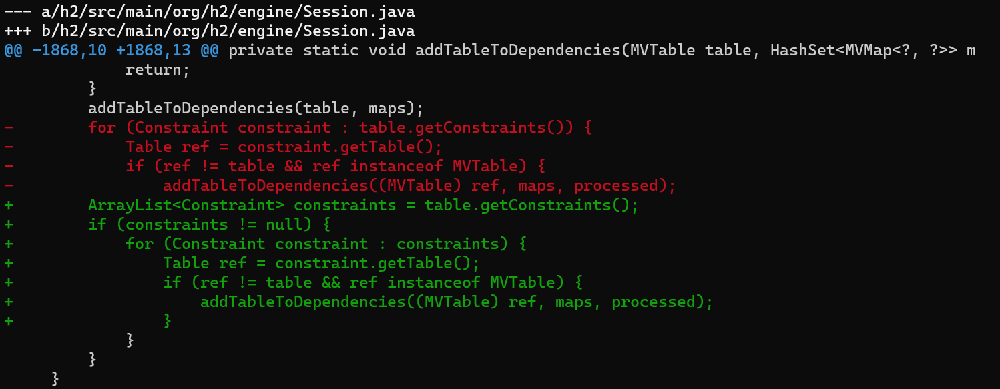 --- a/h2/src/main/org/h2/engine/Session.java
+++ b/h2/src/main/org/h2/engine/Session.java
@@ -1868,10 +1868,13 @@ private static void addTableToDependencies(MVTable table, HashSet<MVMap<?, ?>> m
             return;
         }
         addTableToDependencies(table, maps);
-        for (Constraint constraint : table.getConstraints()) {
-            Table ref = constraint.getTable();
-            if (ref != table && ref instanceof MVTable) {
-                addTableToDependencies((MVTable) ref, maps, processed);
+        ArrayList<Constraint> constraints = table.getConstraints();
+        if (constraints != null) {
+            for (Constraint constraint : constraints) {
+                Table ref = constraint.getTable();
+                if (ref != table && ref instanceof MVTable) {
+                    addTableToDependencies((MVTable) ref, maps, processed);
+                }
             }
         }
     }